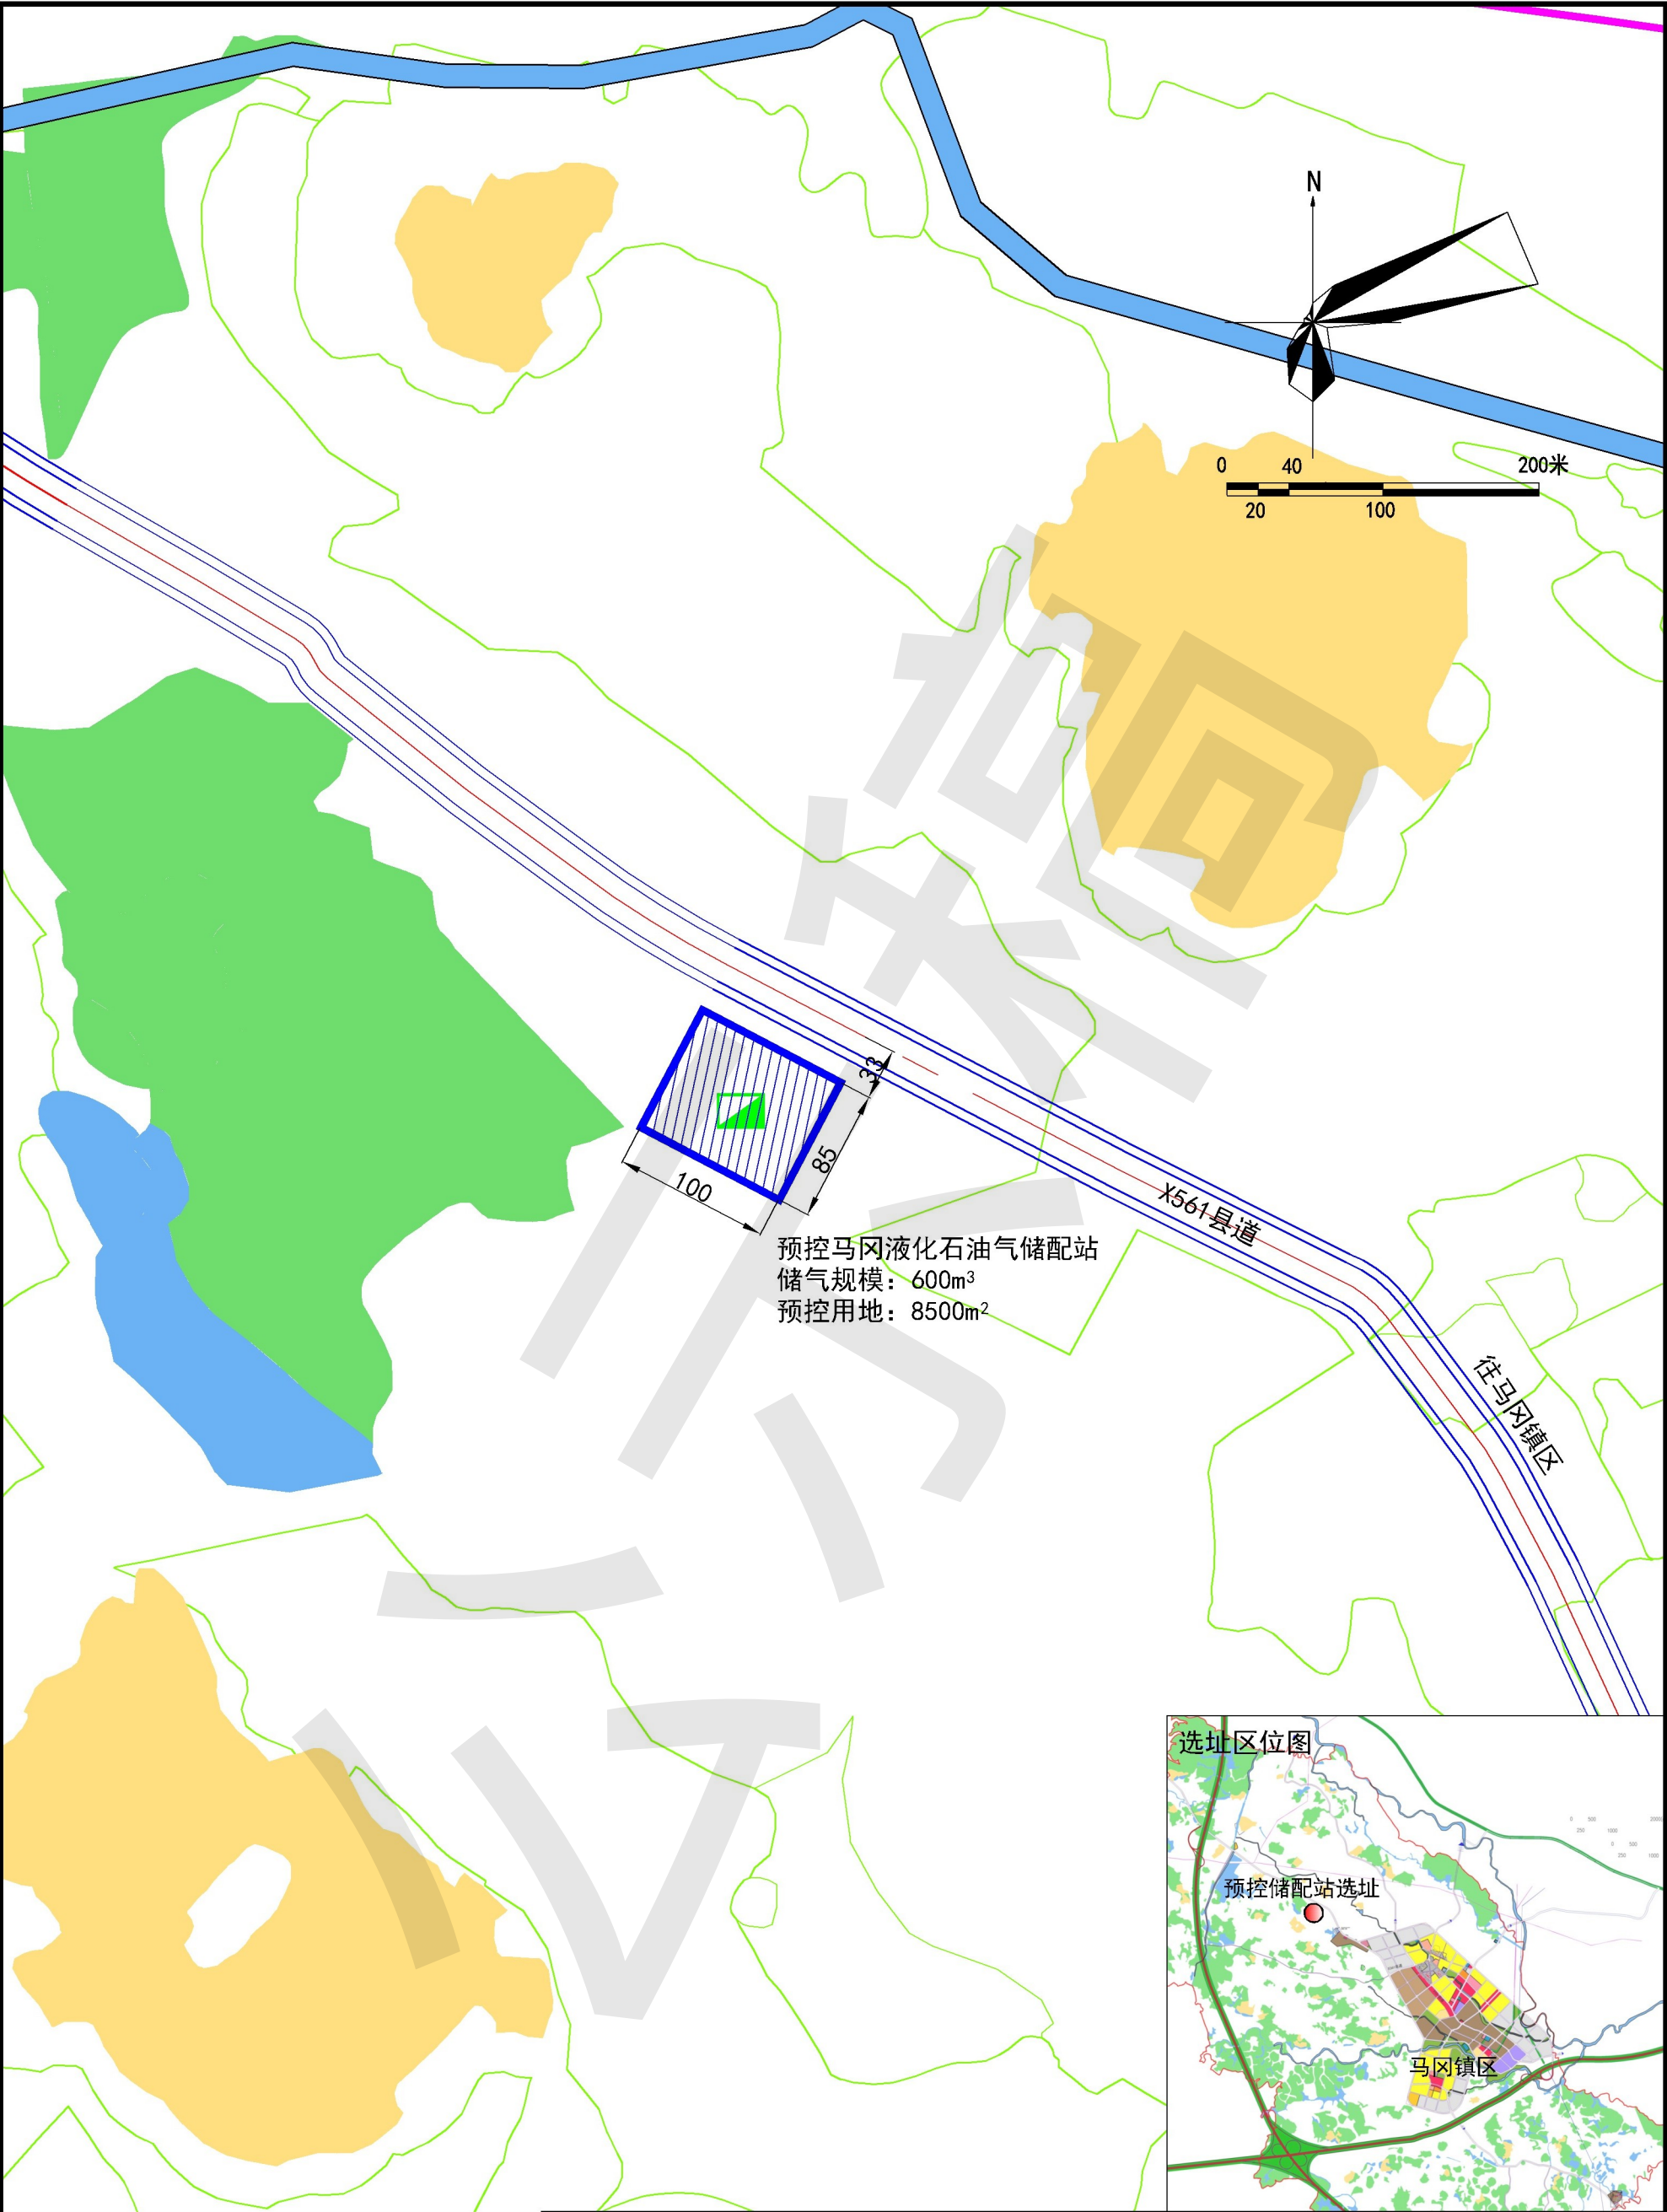 N
0 40 200米
20 100
33
85
100
X561县道
预控马冈液化石油气储配站
储气规模：600m³
预控用地：8500m²
往马冈镇区
公示稿
选址区位图
预控储配站选址
马冈镇区